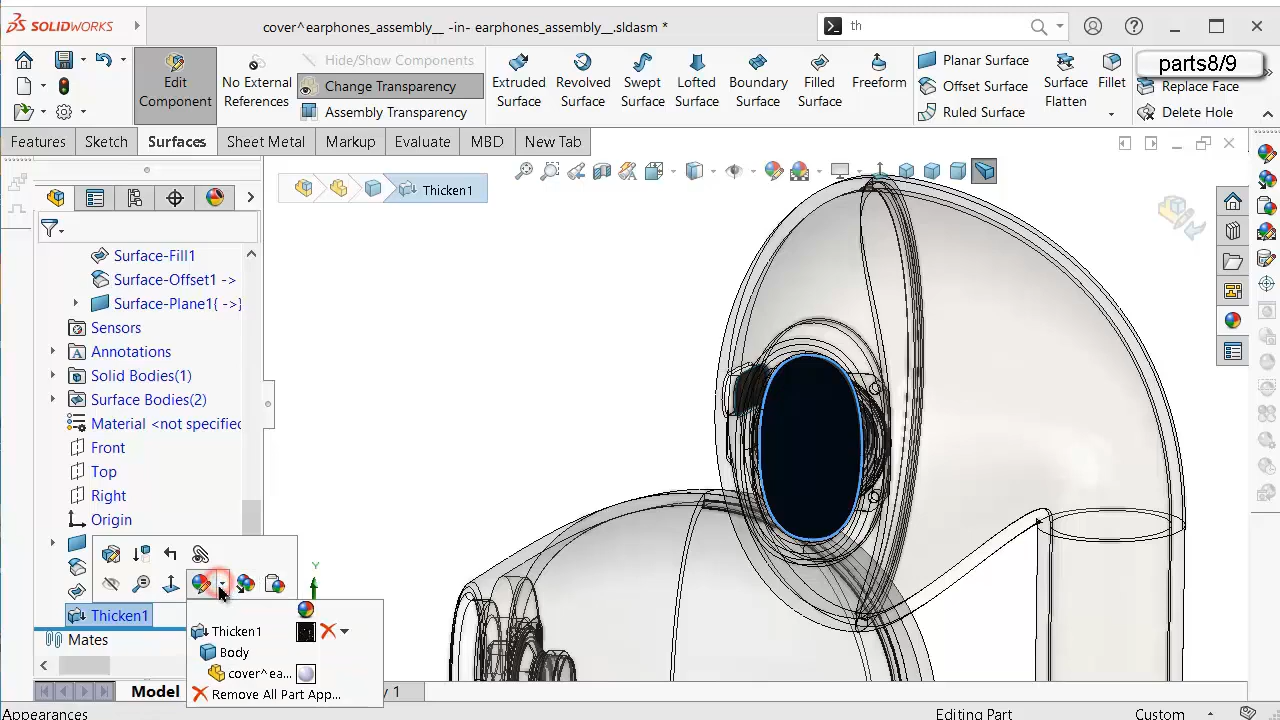 SOLIDWORKS
cover^earphones_assembly__ -in- earphones_assembly__.sldasm *
th
Edit Component
No External References
Hide/Show Components
Change Transparency
Assembly Transparency
Extruded Surface
Revolved Surface
Swept Surface
Lofted Surface
Boundary Surface
Filled Surface
Freeform
Planar Surface
Offset Surface
Ruled Surface
Surface Flatten
Fillet
parts8/9
Replace Face
Delete Hole
Features
Sketch
Surfaces
Sheet Metal
Markup
Evaluate
MBD
New Tab
Thicken1
Surface-Fill1
Surface-Offset1 ->
Surface-Plane1{ ->}
Sensors
Annotations
Solid Bodies(1)
Surface Bodies(2)
Material <not specified
Front
Top
Right
Origin
Thicken1
Mates
Thicken1
Body
cover^ea...
Remove All Part App...
Model
y 1
Y
Appearances
Editing Part
Custom